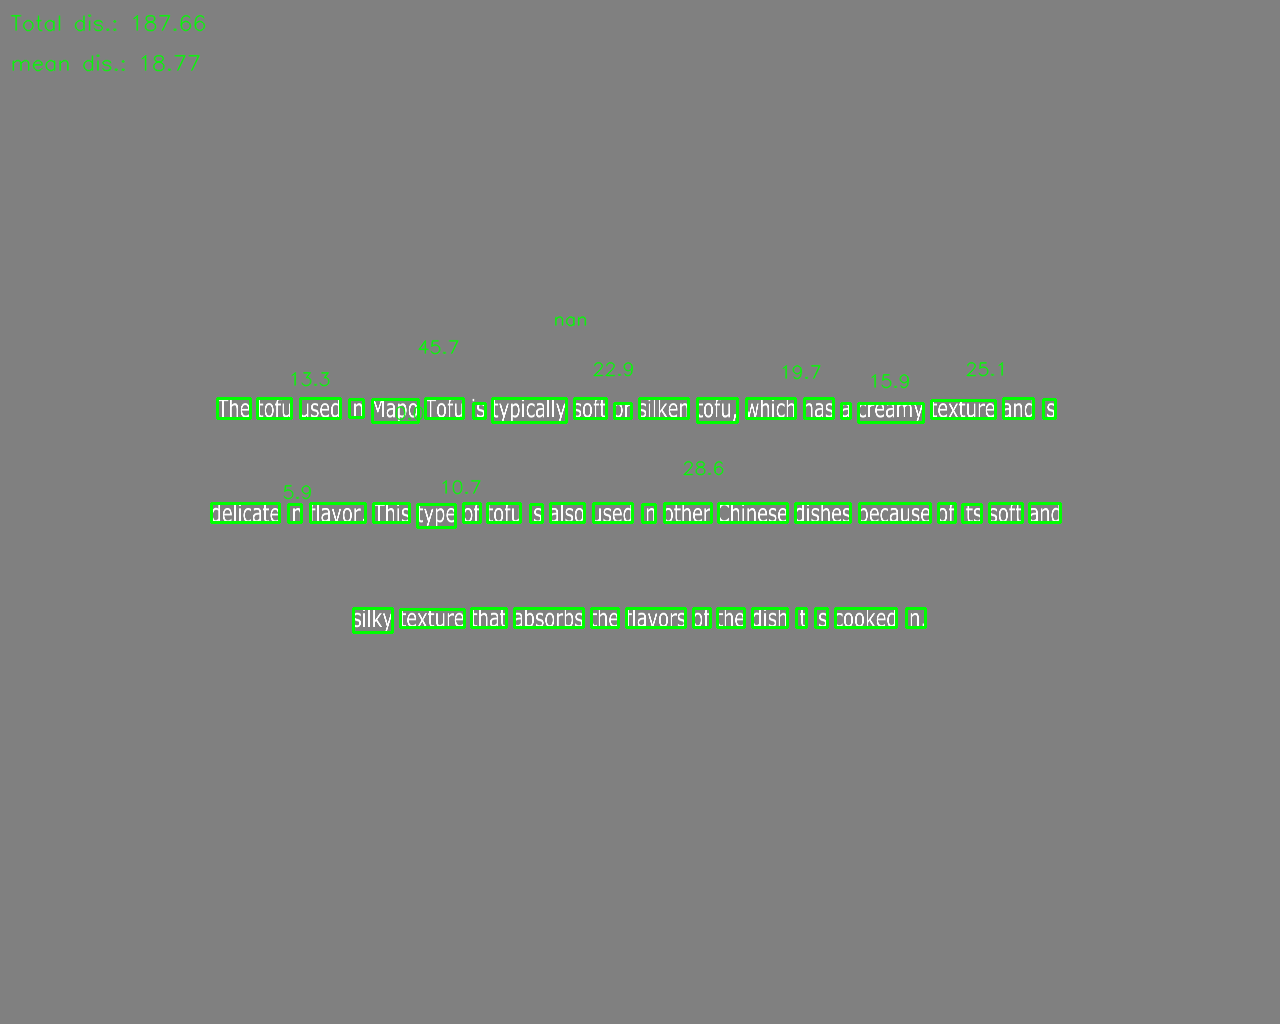 Total dis.: 187.66
mean dis.: 18.77
nan
45.7
22.9 19.7 25.1
13.3 15.9
The tofu used in Mapo Tofu is typically soft or silken tofu, which has a creamy texture and is
28.6
5.9 10.7
delicate in flavor. This type of tofu is also used in other Chinese dishes because of its soft and
silky texture that absorbs the flavors of the dish it is cooked in.